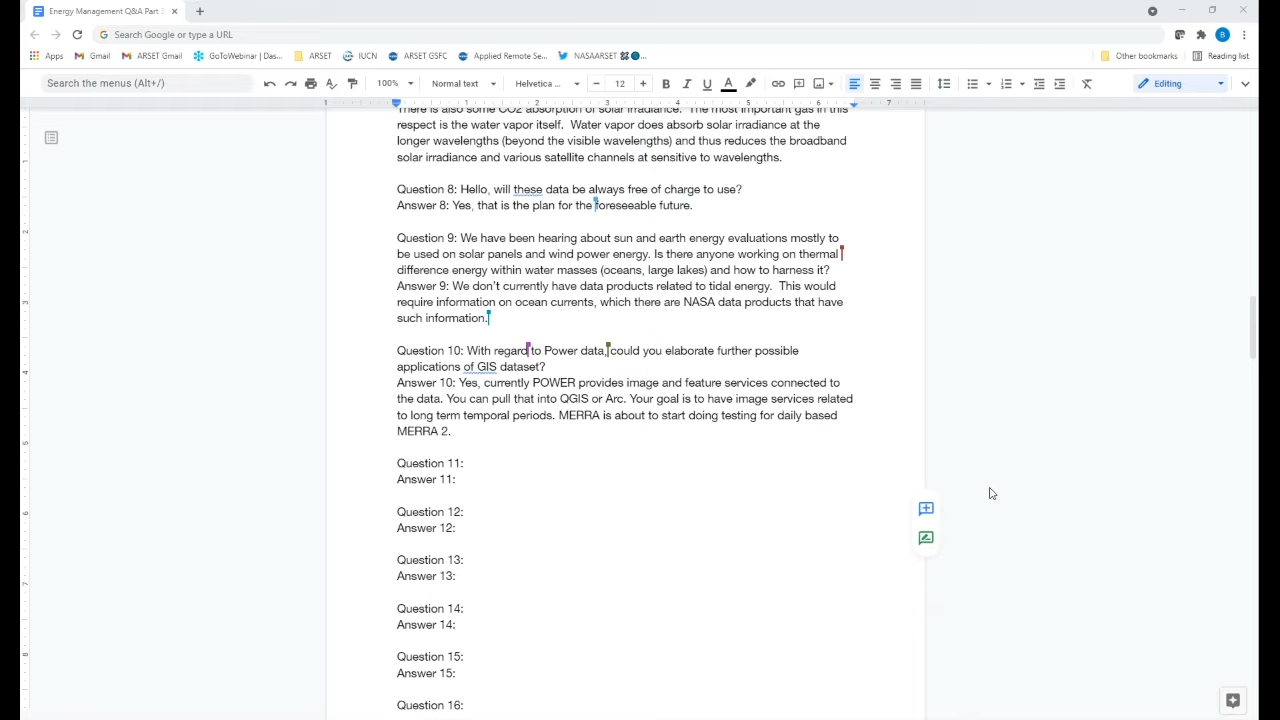 Energy Management Q&A Part 2
Search Google or type a URL
B
Apps
Gmail
ARSET Gmail
GoToWebinar | Das...
ARSET
IUCN
ARSET GSFC
Applied Remote Se...
NASAARSET
Other bookmarks
Reading list
Search the menus (Alt+/)
100%
Normal text
Helvetica ...
12
B I U A
Editing
1 1 2 3 4 5 6 7
There is also some CO2 absorption of solar irradiance. The most important gas in this
respect is the water vapor itself. Water vapor does absorb solar irradiance at the
longer wavelengths (beyond the visible wavelengths) and thus reduces the broadband
solar irradiance and various satellite channels at sensitive to wavelengths.
Question 8: Hello, will these data be always free of charge to use?
Answer 8: Yes, that is the plan for the foreseeable future.
Question 9: We have been hearing about sun and earth energy evaluations mostly to
be used on solar panels and wind power energy. Is there anyone working on thermal
difference energy within water masses (oceans, large lakes) and how to harness it?
Answer 9: We don't currently have data products related to tidal energy. This would
require information on ocean currents, which there are NASA data products that have
such information.
Question 10: With regard to Power data, could you elaborate further possible
applications of GIS dataset?
Answer 10: Yes, currently POWER provides image and feature services connected to
the data. You can pull that into QGIS or Arc. Your goal is to have image services related
to long term temporal periods. MERRA is about to start doing testing for daily based
MERRA 2.
Question 11:
Answer 11:
Question 12:
Answer 12:
Question 13:
Answer 13:
Question 14:
Answer 14:
Question 15:
Answer 15:
Question 16: